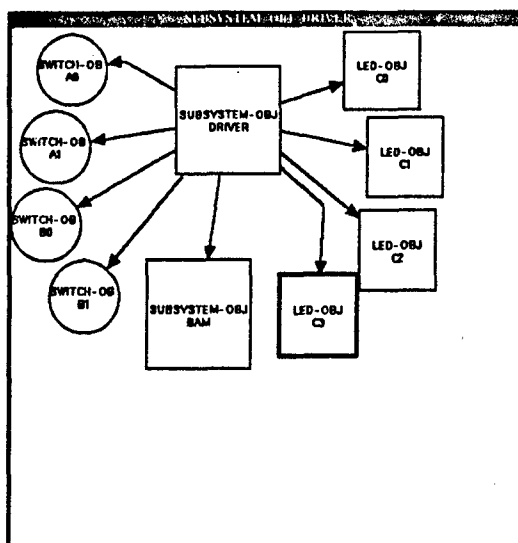 SUBSYSTEM-OBJ DRIVER
SWITCH-OB
A0
LED-OBJ
C0
SUBSYSTEM-OBJ
DRIVER
SWITCH-OB
A1
LED-OBJ
C1
SWITCH-OB
B0
LED-OBJ
C2
SWITCH-OB
B1
SUBSYSTEM-OBJ
BAM
LED-OBJ
C3